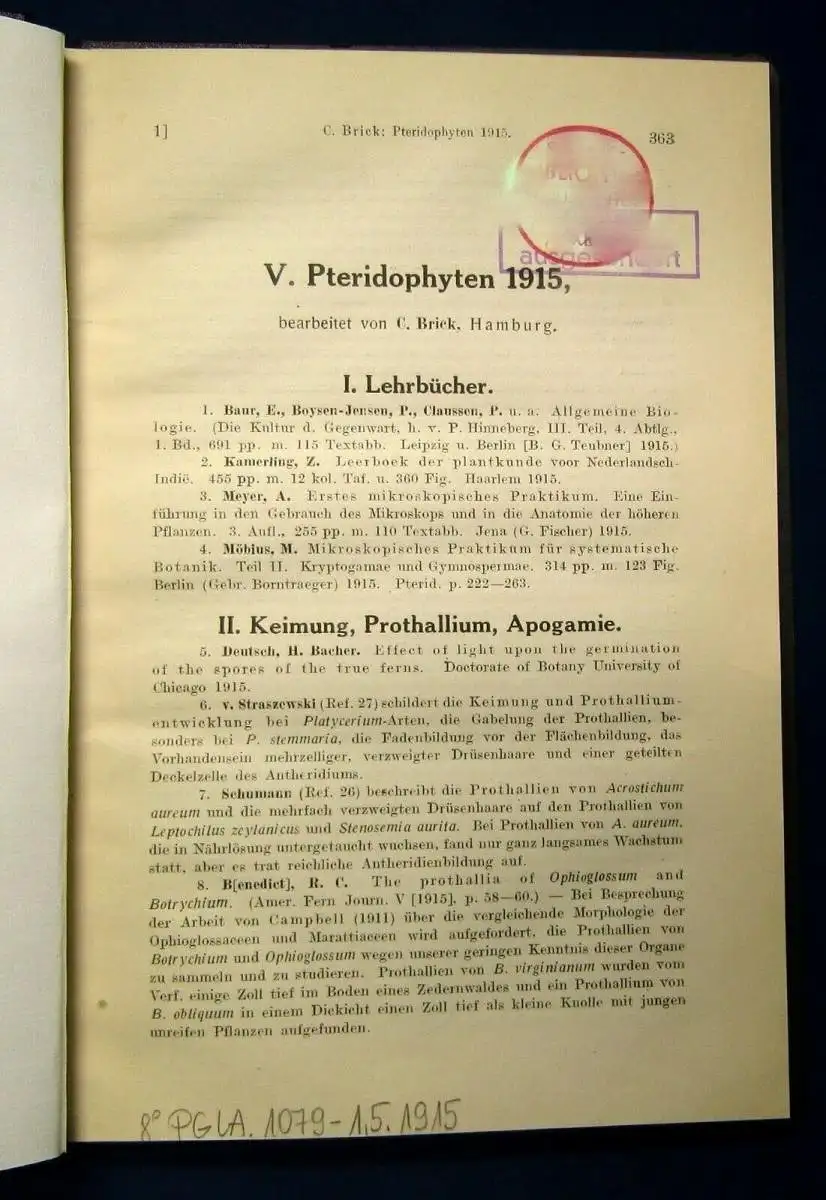 1]
C. Brick: Pteridophyten 1915.
363
V. Pteridophyten 1915,
bearbeitet von C. Brick, Hamburg.
I. Lehrbücher.
1. Baur, E., Boysen-Jensen, P., Claussen, P. u. a. Allgemeine Bio-
logie. (Die Kultur d. Gegenwart, h. v. P. Hinneberg, III. Teil, 4. Abtlg.,
1. Bd., 691 pp. m. 115 Textabb. Leipzig u. Berlin [B. G. Teubner] 1915.)
2. Kamerling, Z. Leerboek der plantkunde voor Nederlandsch-
Indië. 455 pp. m. 12 kol. Taf. u. 360 Fig. Haarlem 1915.
3. Meyer, A. Erstes mikroskopisches Praktikum. Eine Ein-
führung in den Gebrauch des Mikroskops und in die Anatomie der höheren
Pflanzen. 3. Aufl., 255 pp. m. 110 Textabb. Jena (G. Fischer) 1915.
4. Möbius, M. Mikroskopisches Praktikum für systematische
Botanik. Teil II. Kryptogamae und Gymnospermae. 314 pp. m. 123 Fig.
Berlin (Gebr. Borntraeger) 1915. Pterid. p. 222—263.
II. Keimung, Prothallium, Apogamie.
5. Deutsch, H. Bacher. Effect of light upon the germination
of the spores of the true ferns. Doctorate of Botany University of
Chicago 1915.
6. v. Straszewski (Ref. 27) schildert die Keimung und Prothallium-
entwicklung bei Platycerium-Arten, die Gabelung der Prothallien, be-
sonders bei P. stemmaria, die Fadenbildung vor der Flächenbildung, das
Vorhandensein mehrzelliger, verzweigter Drüsenhaare und einer geteilten
Deckelzelle des Antheridiums.
7. Schumann (Ref. 26) beschreibt die Prothallien von Acrostichum
aureum und die mehrfach verzweigten Drüsenhaare auf den Prothallien von
Leptochilus zeylanicus und Stenosemia aurita. Bei Prothallien von A. aureum,
die in Nährlösung untergetaucht wuchsen, fand nur ganz langsames Wachstum
statt, aber es trat reichliche Antheridienbildung auf.
8. B[enedict], R. C. The prothallia of Ophioglossum and
Botrychium. (Amer. Fern Journ. V [1915], p. 58—60.) — Bei Besprechung
der Arbeit von Campbell (1911) über die vergleichende Morphologie der
Ophioglossaceen und Marattiaceen wird aufgefordert, die Prothallien von
Botrychium und Ophioglossum wegen unserer geringen Kenntnis dieser Organe
zu sammeln und zu studieren. Prothallien von B. virginianum wurden vom
Verf. einige Zoll tief im Boden eines Zedernwaldes und ein Prothallium von
B. obliquum in einem Dickicht einen Zoll tief als kleine Knolle mit jungen
unreifen Pflanzen aufgefunden.
8° PGLA. 1079-1,5. 1915